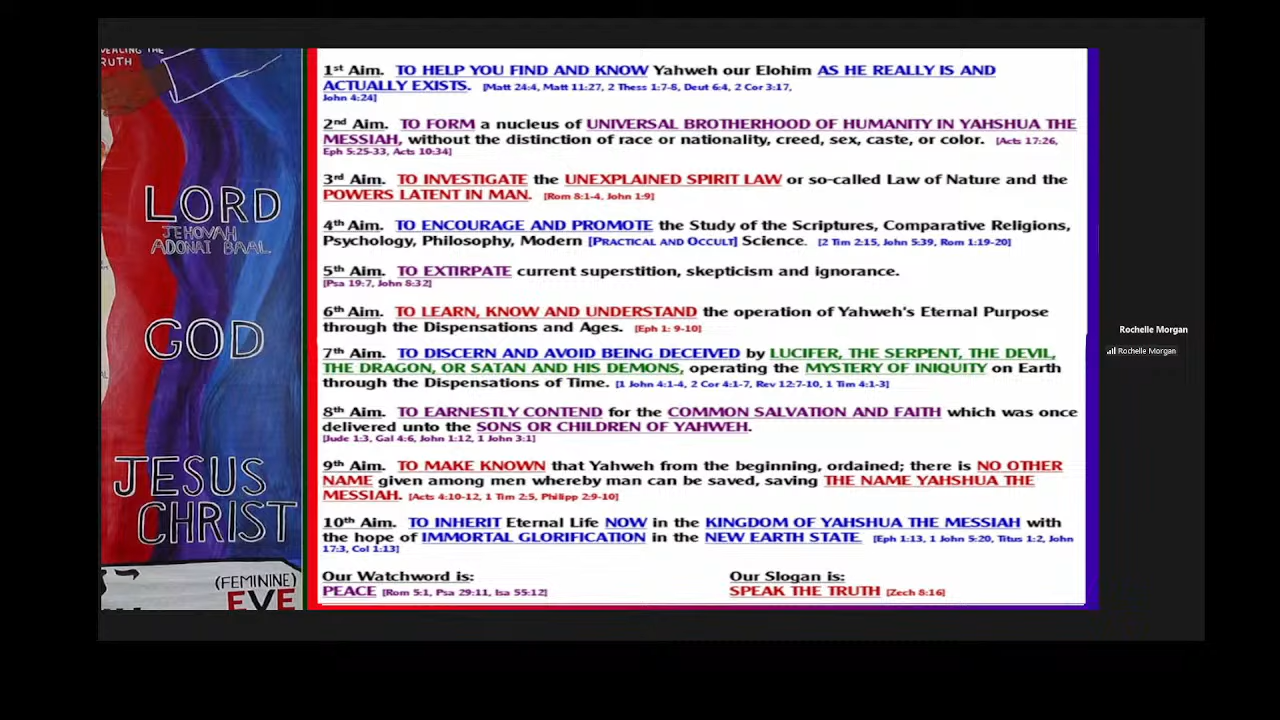 RUTH
LORD
JEHOVAH
ADONAI BAAL
GOD
JESUS
CHRIST
(FEMININE)
EVE
1st Aim. TO HELP YOU FIND AND KNOW Yahweh our Elohim AS HE REALLY IS AND
ACTUALLY EXISTS. [Matt 24:4, Matt 11:27, 2 Thess 1:7-8, Deut 6:4, 2 Cor 3:17,
John 4:24]
2nd Aim. TO FORM a nucleus of UNIVERSAL BROTHERHOOD OF HUMANITY IN YAHSHUA THE
MESSIAH, without the distinction of race or nationality, creed, sex, caste, or color. [Acts 17:26,
Eph 5:25-33, Acts 10:34]
3rd Aim. TO INVESTIGATE the UNEXPLAINED SPIRIT LAW or so-called Law of Nature and the
POWERS LATENT IN MAN. [Rom 8:1-4, John 1:9]
4th Aim. TO ENCOURAGE AND PROMOTE the Study of the Scriptures, Comparative Religions,
Psychology, Philosophy, Modern [PRACTICAL AND OCCULT] Science. [2 Tim 2:15, John 5:39, Rom 1:19-20]
5th Aim. TO EXTIRPATE current superstition, skepticism and ignorance.
[Psa 19:7, John 8:32]
6th Aim. TO LEARN, KNOW AND UNDERSTAND the operation of Yahweh's Eternal Purpose
through the Dispensations and Ages. [Eph 1: 9-10]
7th Aim. TO DISCERN AND AVOID BEING DECEIVED by LUCIFER, THE SERPENT, THE DEVIL,
THE DRAGON, OR SATAN AND HIS DEMONS, operating the MYSTERY OF INIQUITY on Earth
through the Dispensations of Time. [1 John 4:1-4, 2 Cor 4:1-7, Rev 12:7-10, 1 Tim 4:1-3]
8th Aim. TO EARNESTLY CONTEND for the COMMON SALVATION AND FAITH which was once
delivered unto the SONS OR CHILDREN OF YAHWEH.
[Jude 1:3, Gal 4:6, John 1:12, 1 John 3:1]
9th Aim. TO MAKE KNOWN that Yahweh from the beginning, ordained; there is NO OTHER
NAME given among men whereby man can be saved, saving THE NAME YAHSHUA THE
MESSIAH. [Acts 4:10-12, 1 Tim 2:5, Philipp 2:9-10]
10th Aim. TO INHERIT Eternal Life NOW in the KINGDOM OF YAHSHUA THE MESSIAH with
the hope of IMMORTAL GLORIFICATION in the NEW EARTH STATE [Eph 1:13, 1 John 5:20, Titus 1:2, John
17:3, Col 1:13]
Our Watchword is:
PEACE [Rom 5:1, Psa 29:11, Isa 55:12]
Our Slogan is:
SPEAK THE TRUTH [Zech 8:16]
Rochelle Morgan
Rochelle Morgan